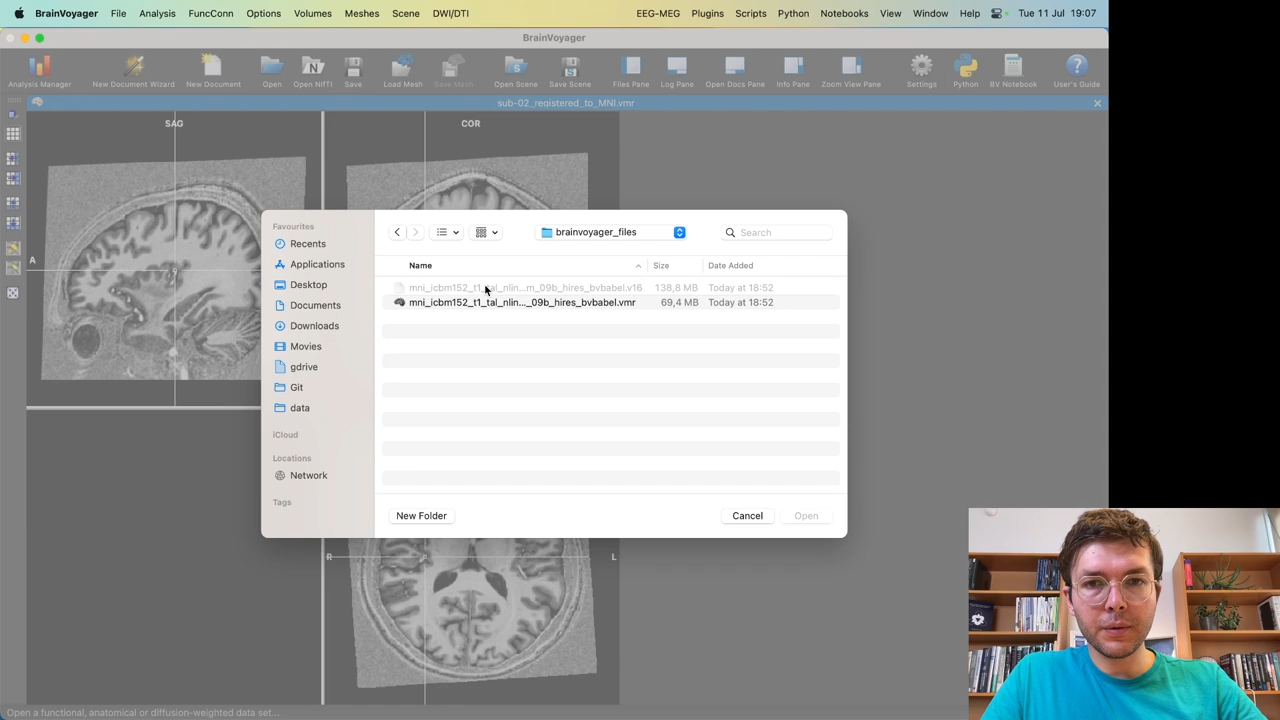 BrainVoyager File Analysis FuncConn Options Volumes Meshes Scene DWI/DTI EEG-MEG Plugins Scripts Python Notebooks View Window Help Tue 11 Jul 19:07
BrainVoyager
Analysis Manager New Document Wizard New Document Open Open NIfTI Save Load Mesh Save Mesh Open Scene Save Scene Files Pane Log Pane Open Docs Pane Info Pane Zoom View Pane Settings Python BV Notebook User's Guide
sub-02_registered_to_MNI.vmr
SAG COR
A
Favourites
Recents
Applications
Desktop
Documents
Downloads
Movies
gdrive
Git
data
iCloud
Locations
Network
Tags
brainvoyager_files Search
Name Size Date Added
mni_icbm152_t1_tal_nlin...m_09b_hires_bvbabel.v16 138,8 MB Today at 18:52
mni_icbm152_t1_tal_nlin..._09b_hires_bvbabel.vmr 69,4 MB Today at 18:52
New Folder Cancel Open
R L
Open a functional, anatomical or diffusion-weighted data set...